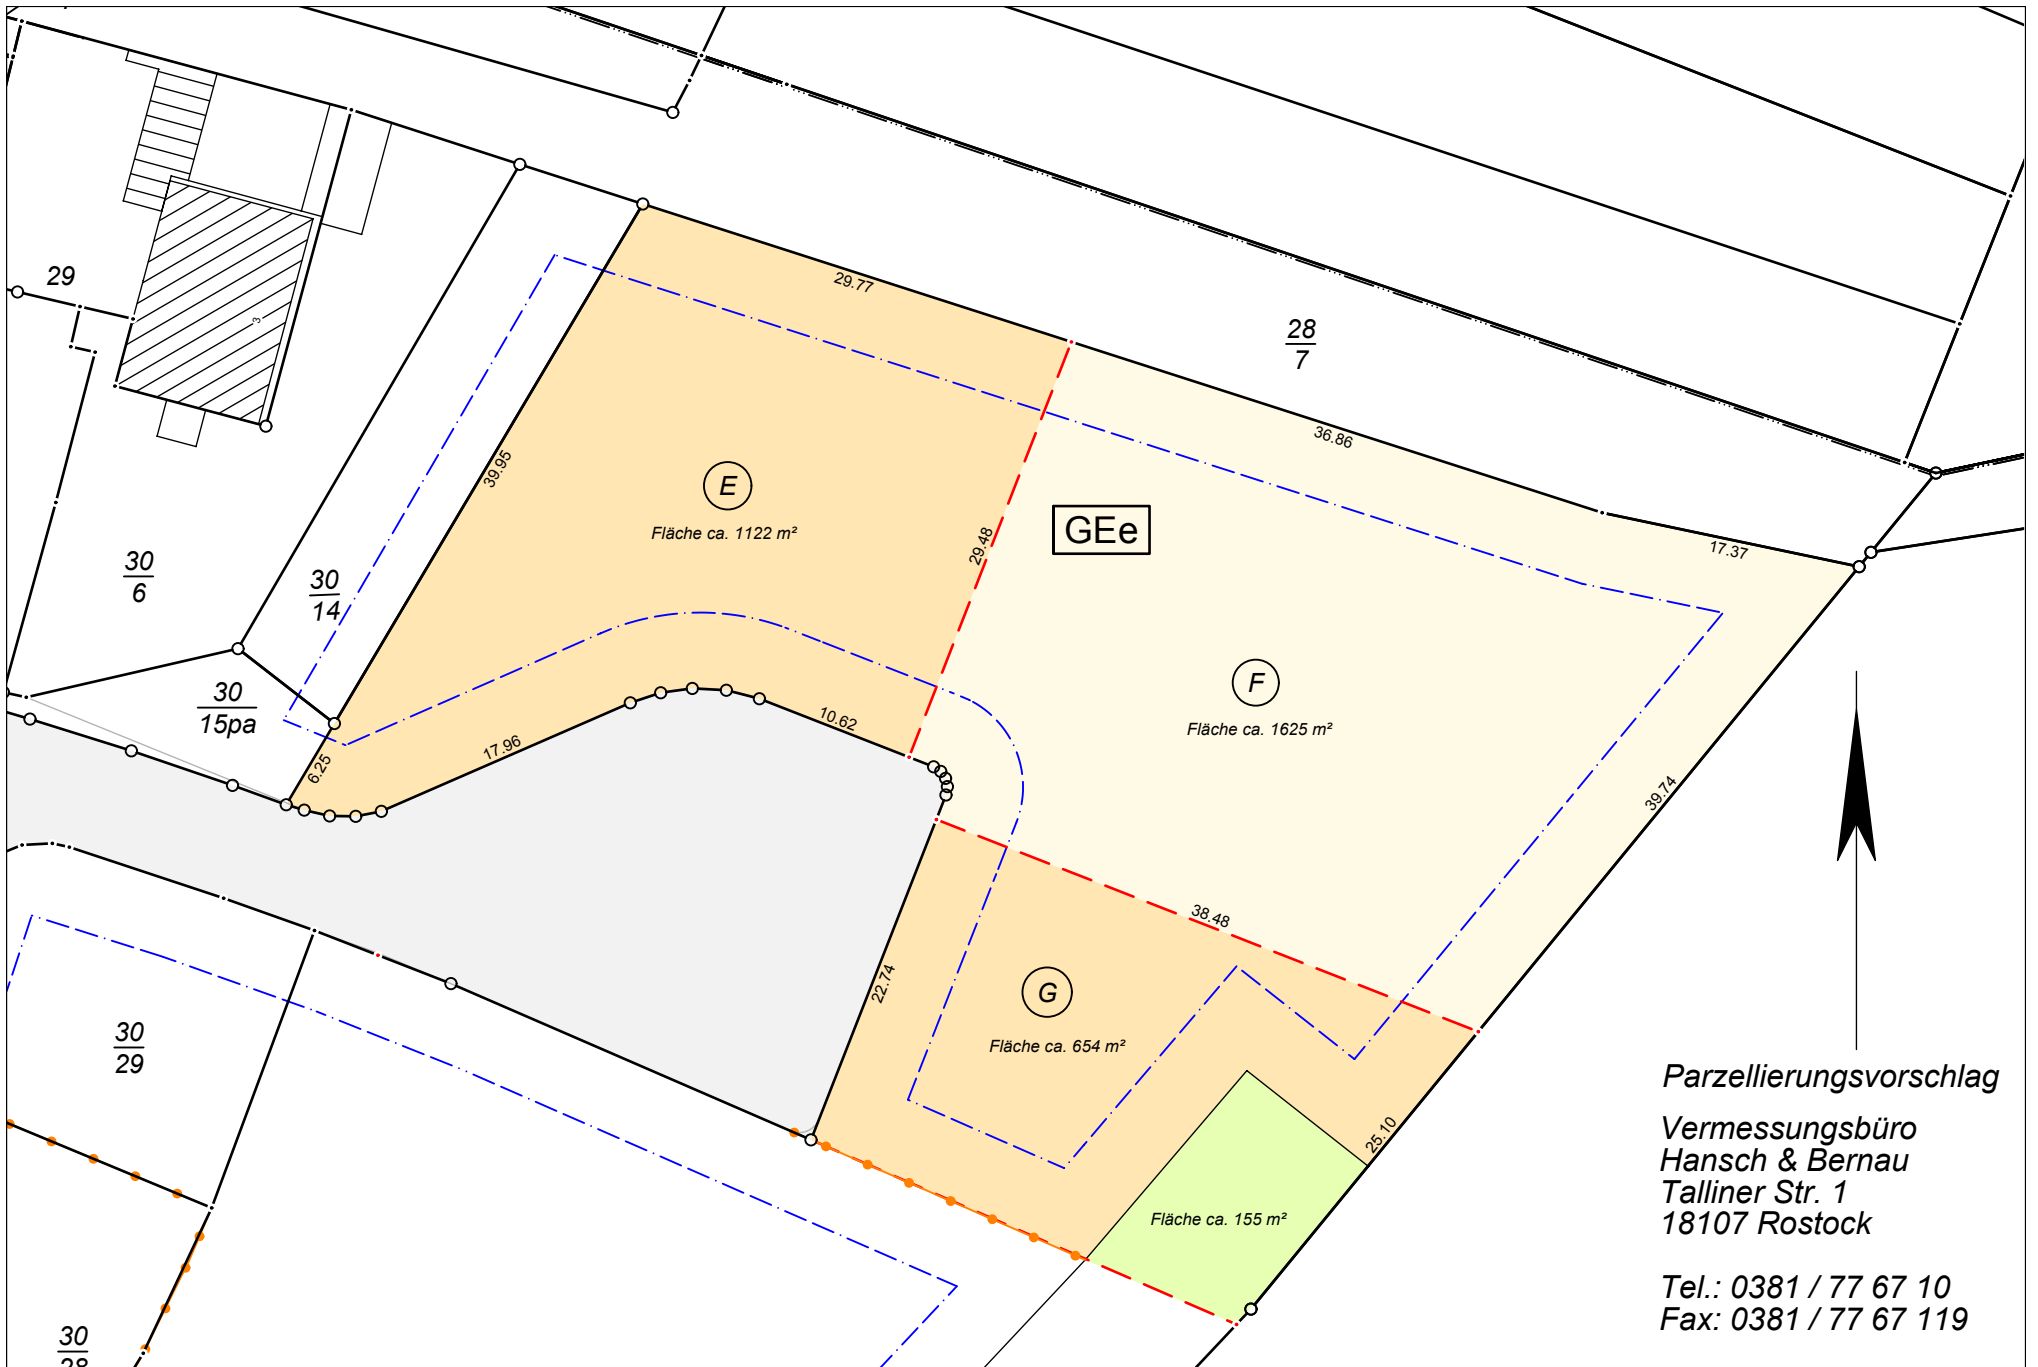 29
3
29.77
28
7
36.86
17.37
39.95
E
Fläche ca. 1122 m²
29.48
GEe
30
6
30
14
30
15pa
6.25
17.96
10.62
F
Fläche ca. 1625 m²
39.74
38.48
22.74
G
Fläche ca. 654 m²
25.10
Fläche ca. 155 m²
30
29
30
28
Parzellierungsvorschlag
Vermessungsbüro
Hansch & Bernau
Talliner Str. 1
18107 Rostock
Tel.: 0381 / 77 67 10
Fax: 0381 / 77 67 119